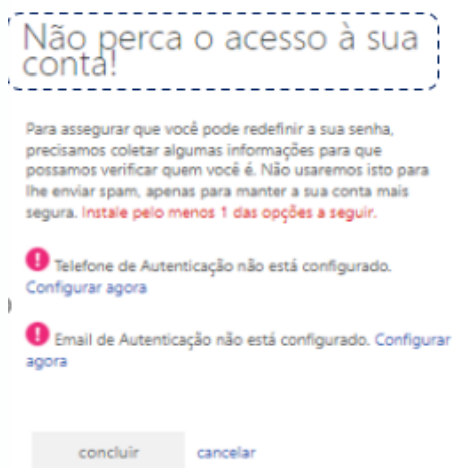 Não perca o acesso à sua
conta!
Para assegurar que você pode redefinir a sua senha,
precisamos coletar algumas informações para que
possamos verificar quem você é. Não usaremos isto para
lhe enviar spam, apenas para manter a sua conta mais
segura. Instale pelo menos 1 das opções a seguir.
! Telefone de Autenticação não está configurado.
Configurar agora
! Email de Autenticação não está configurado. Configurar
agora
concluir cancelar